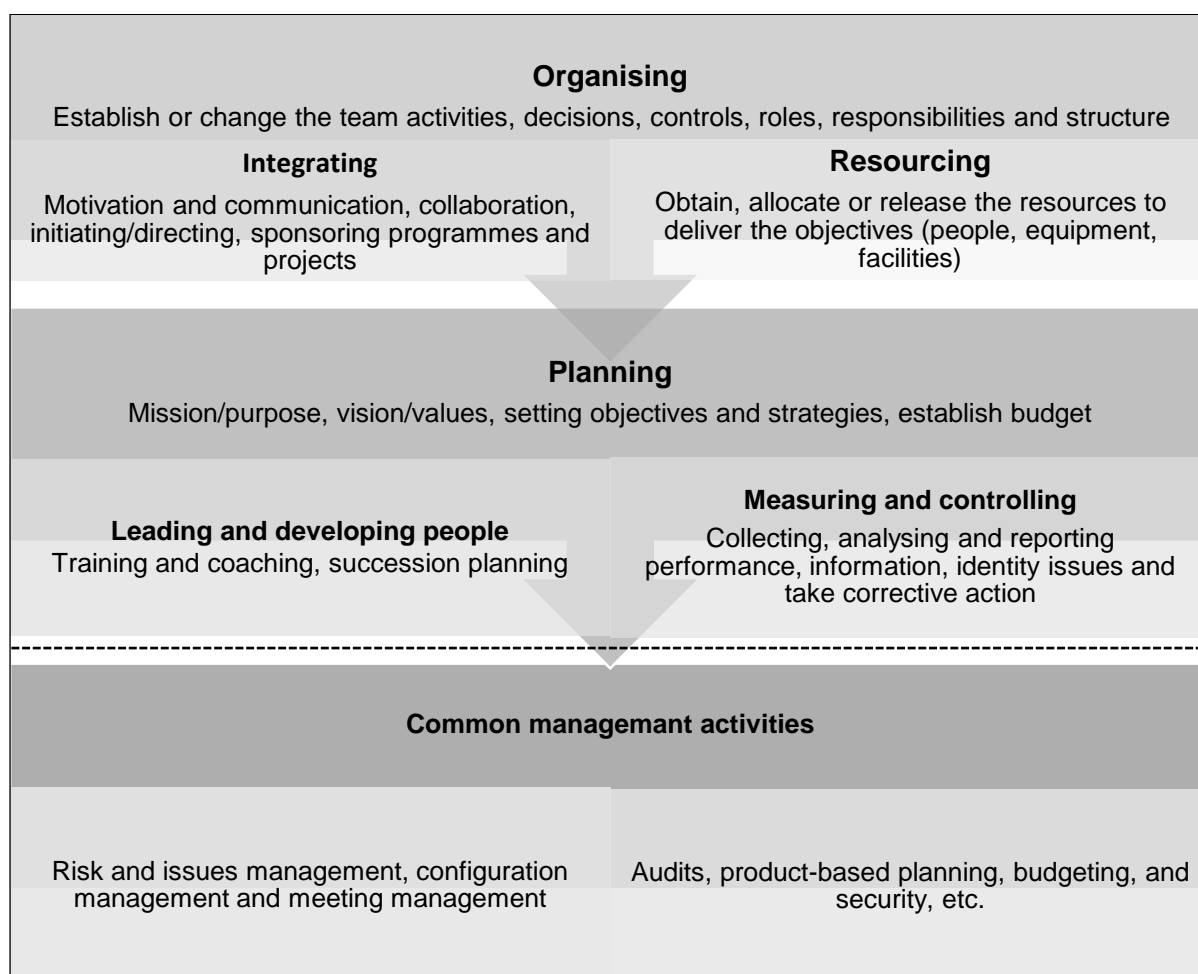 Organising
Establish or change the team activities, decisions, controls, roles, responsibilities and structure
Integrating
Motivation and communication, collaboration,
initiating/directing, sponsoring programmes and
projects
Resourcing
Obtain, allocate or release the resources to
deliver the objectives (people, equipment,
facilities)
Planning
Mission/purpose, vision/values, setting objectives and strategies, establish budget
Leading and developing people
Training and coaching, succession planning
Measuring and controlling
Collecting, analysing and reporting
performance, information, identity issues and
take corrective action
Common managemant activities
Risk and issues management, configuration
management and meeting management
Audits, product-based planning, budgeting, and
security, etc.